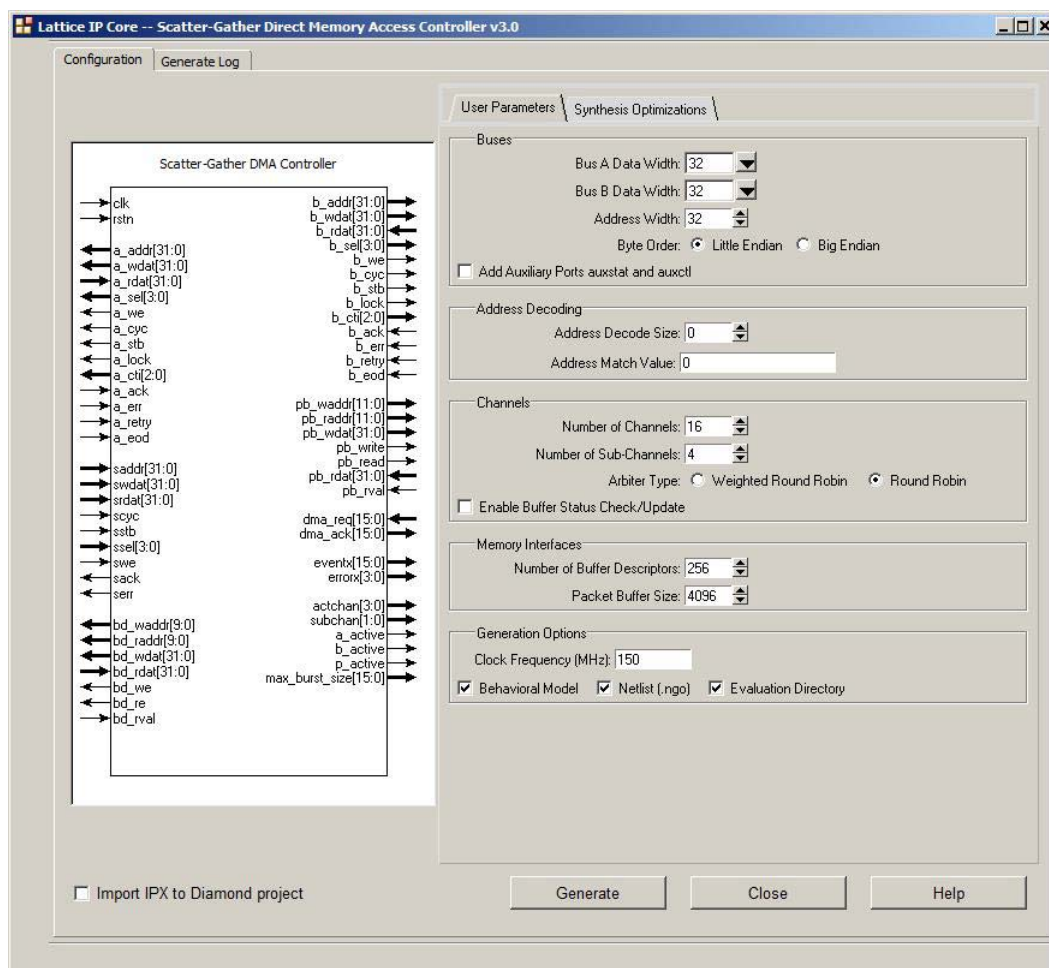 Lattice IP Core -- Scatter-Gather Direct Memory Access Controller v3.0
Configuration
Generate Log
Scatter-Gather DMA Controller
clk
rstn
a_addr[31:0]
a_wdat[31:0]
a_rdat[31:0]
a_sel[3:0]
a_we
a_cyc
a_stb
a_lock
a_cti[2:0]
a_ack
a_err
a_retry
a_eod
saddr[31:0]
swdat[31:0]
srdat[31:0]
scyc
sstb
ssel[3:0]
swe
sack
serr
bd_waddr[9:0]
bd_raddr[9:0]
bd_wdat[31:0]
bd_rdat[31:0]
bd_we
bd_re
bd_rval
b_addr[31:0]
b_wdat[31:0]
b_rdat[31:0]
b_sel[3:0]
b_we
b_cyc
b_stb
b_lock
b_cti[2:0]
b_ack
b_err
b_retry
b_eod
pb_waddr[11:0]
pb_raddr[11:0]
pb_wdat[31:0]
pb_write
pb_read
pb_rdat[31:0]
pb_rval
dma_req[15:0]
dma_ack[15:0]
eventx[15:0]
errorx[3:0]
actchan[3:0]
subchan[1:0]
a_active
b_active
p_active
max_burst_size[15:0]
User Parameters
Synthesis Optimizations
Buses
Bus A Data Width: 32
Bus B Data Width: 32
Address Width: 32
Byte Order: Little Endian Big Endian
Add Auxiliary Ports auxstat and auxctl
Address Decoding
Address Decode Size: 0
Address Match Value: 0
Channels
Number of Channels: 16
Number of Sub-Channels: 4
Arbiter Type: Weighted Round Robin Round Robin
Enable Buffer Status Check/Update
Memory Interfaces
Number of Buffer Descriptors: 256
Packet Buffer Size: 4096
Generation Options
Clock Frequency (MHz): 150
Behavioral Model Netlist (.ngo) Evaluation Directory
Import IPX to Diamond project
Generate
Close
Help